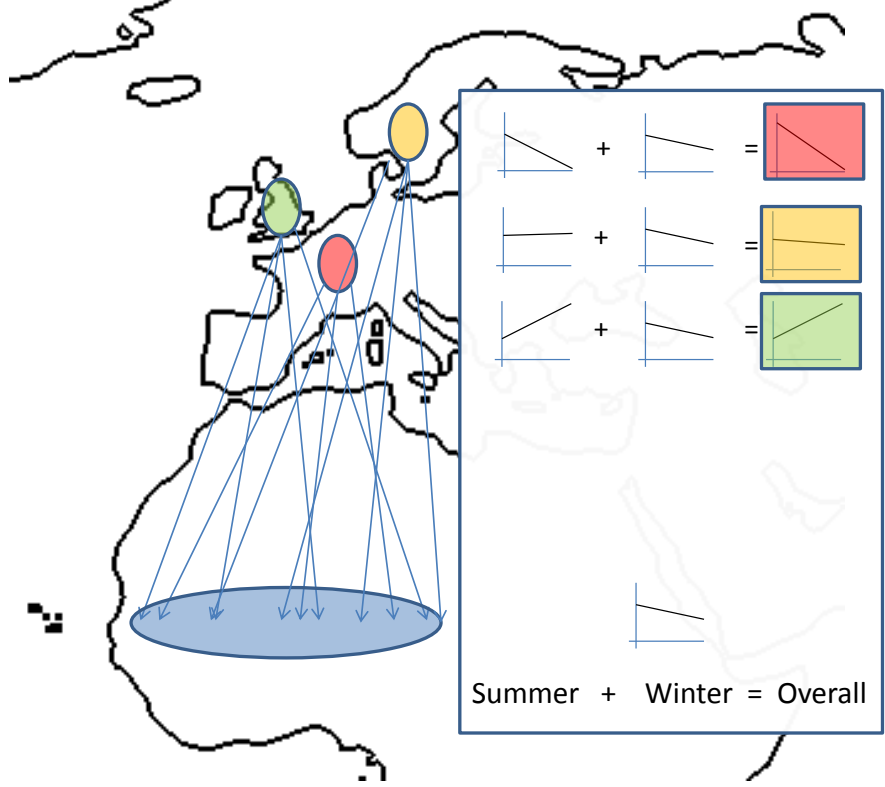 + =
+ =
+ =
Summer + Winter = Overall